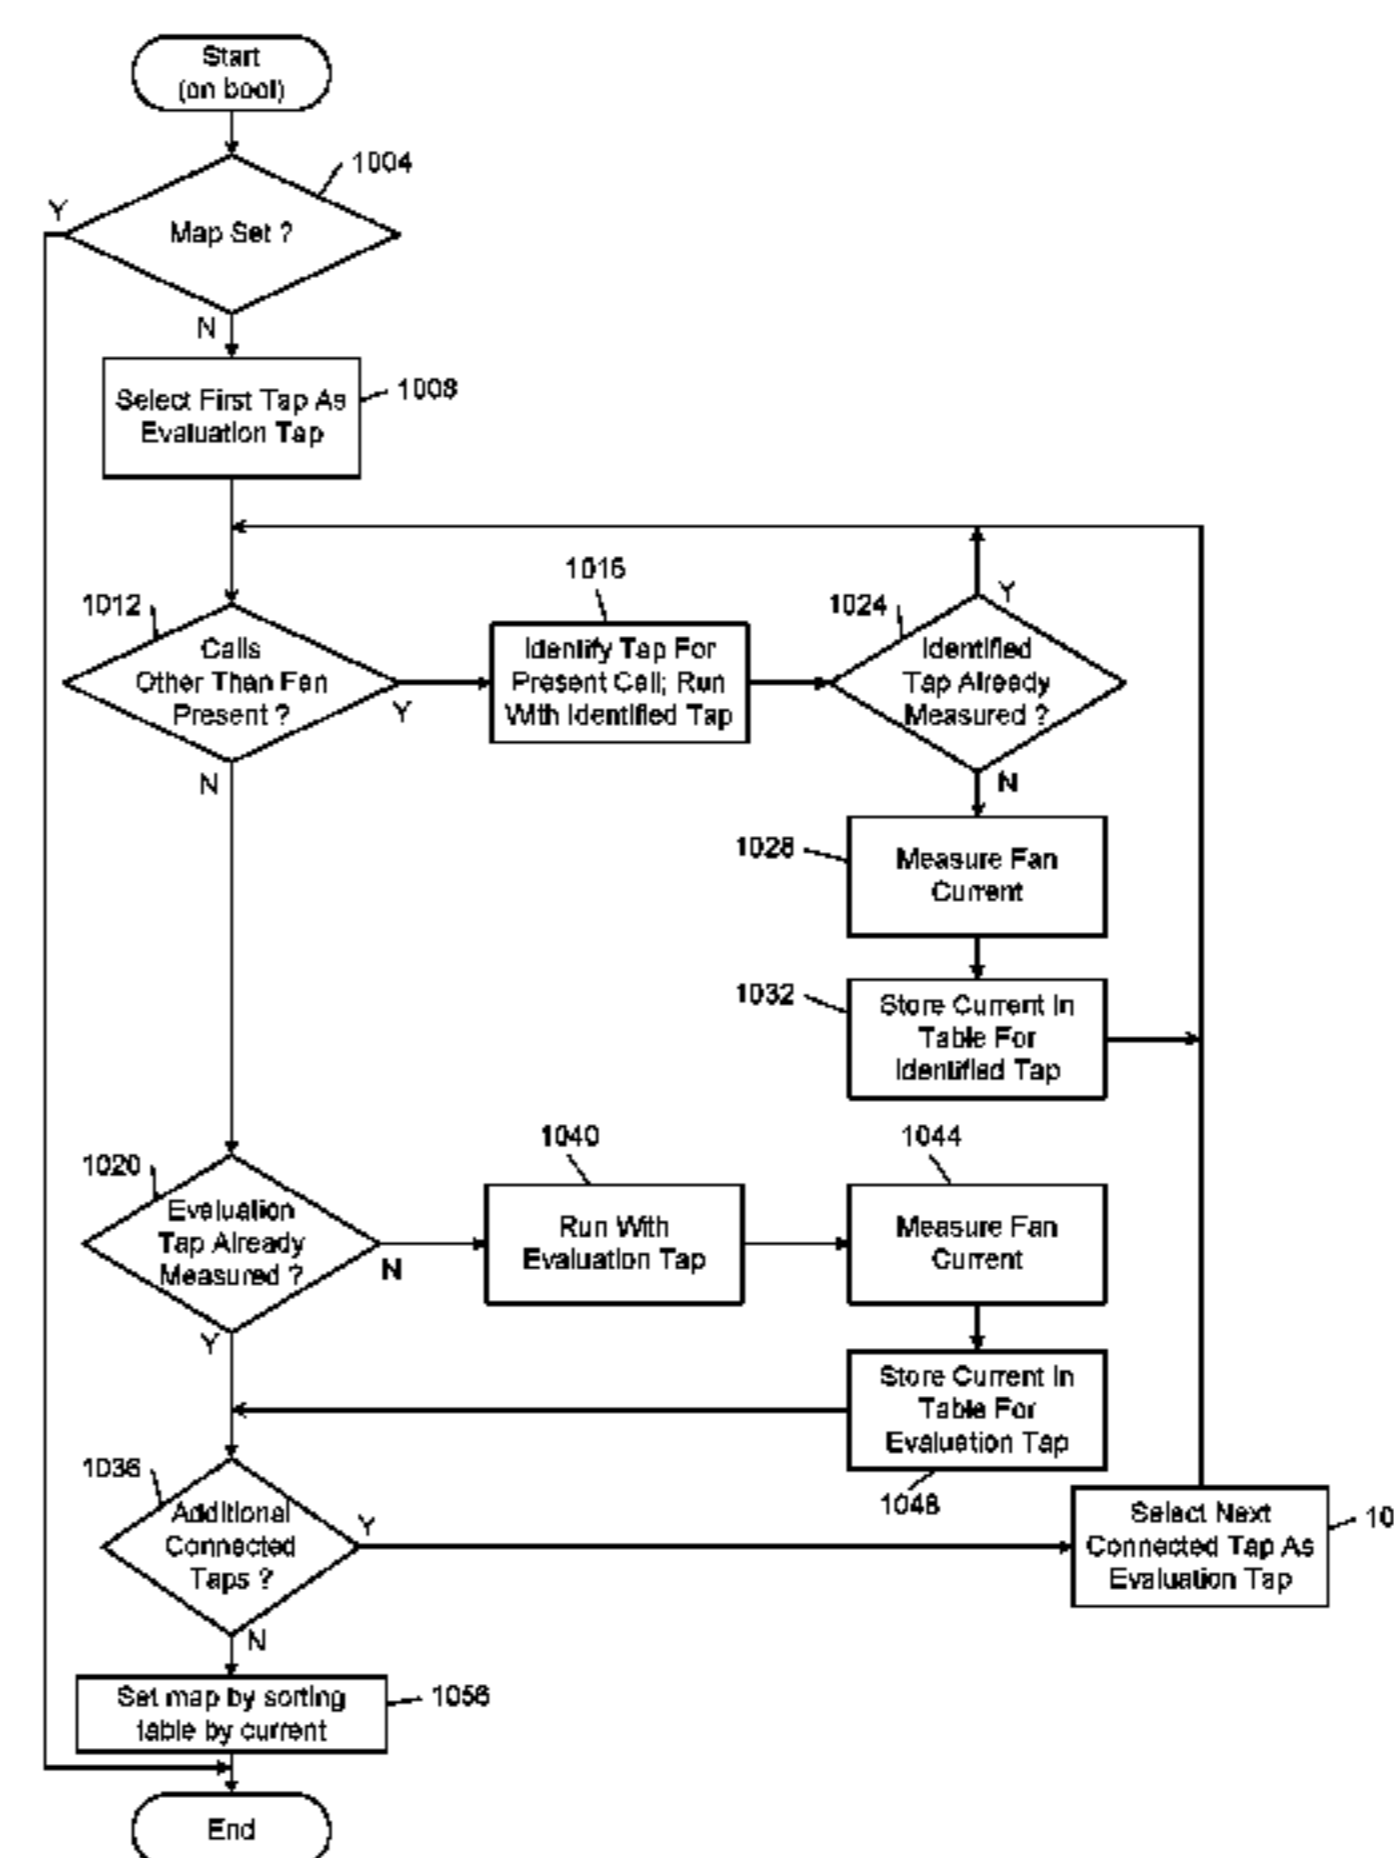 Start
(on bool)
1004
Y
Map Set ?
N
Select First Tap As
Evaluation Tap
1008
1012
Calls
Other Than Fan
Present ?
Y
N
1016
Identify Tap For
Present Call; Run
With Identified Tap
1024
Y
Identified
Tap Already
Measured ?
N
1028
Measure Fan
Current
1032
Store Current In
Table For
Identified Tap
1020
Evaluation
Tap Already
Measured ?
N
Y
1040
Run With
Evaluation Tap
1044
Measure Fan
Current
Store Current In
Table For
Evaluation Tap
1048
1036
Additional
Connected
Taps ?
Y
N
Select Next
Connected Tap As
Evaluation Tap
10
Set map by sorting
table by current
1056
End